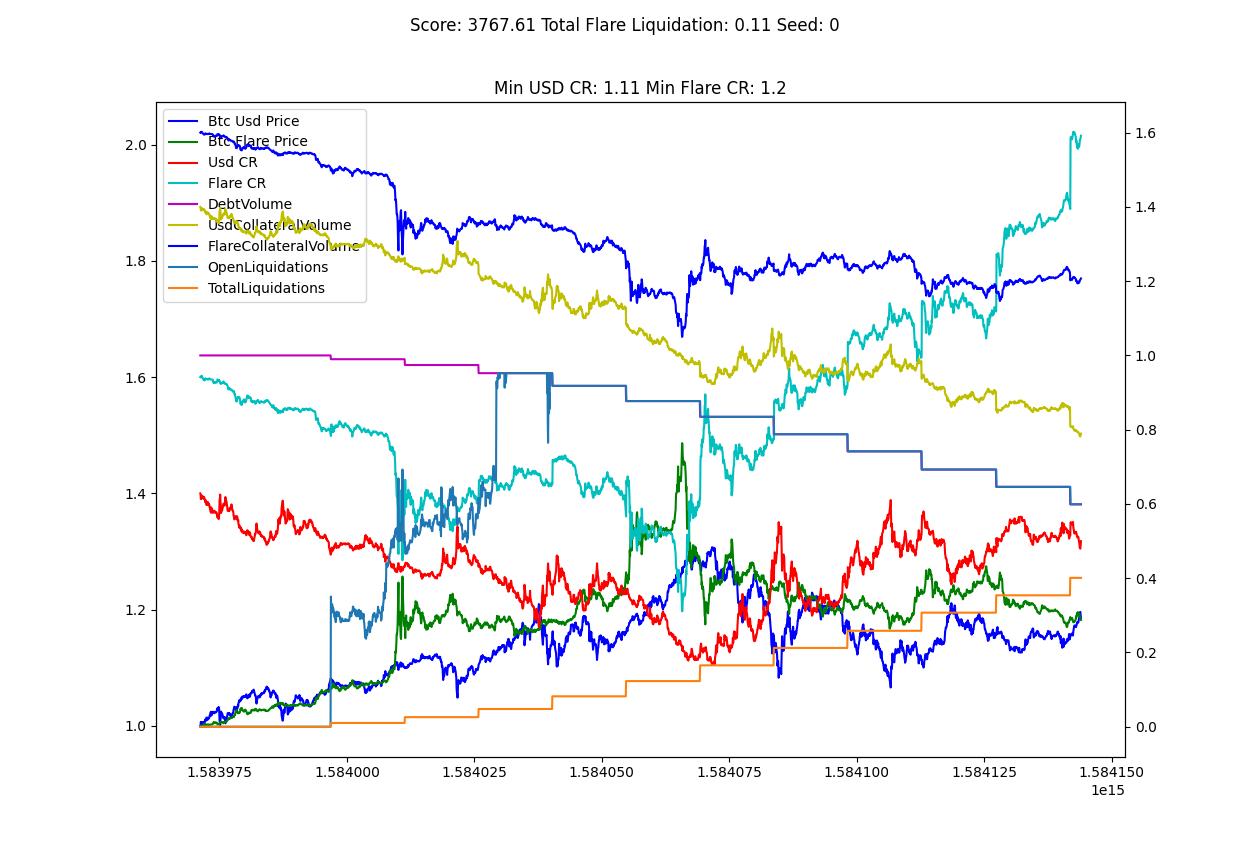 Score: 3767.61 Total Flare Liquidation: 0.11 Seed: 0
Min USD CR: 1.11 Min Flare CR: 1.2
Btc Usd Price
Btc Flare Price
Usd CR
Flare CR
DebtVolume
UsdCollateralVolume
FlareCollateralVolume
OpenLiquidations
TotalLiquidations
2.0
1.8
1.6
1.4
1.2
1.0
1.6
1.4
1.2
1.0
0.8
0.6
0.4
0.2
0.0
1.583975 1.584000 1.584025 1.584050 1.584075 1.584100 1.584125 1.584150
1e15